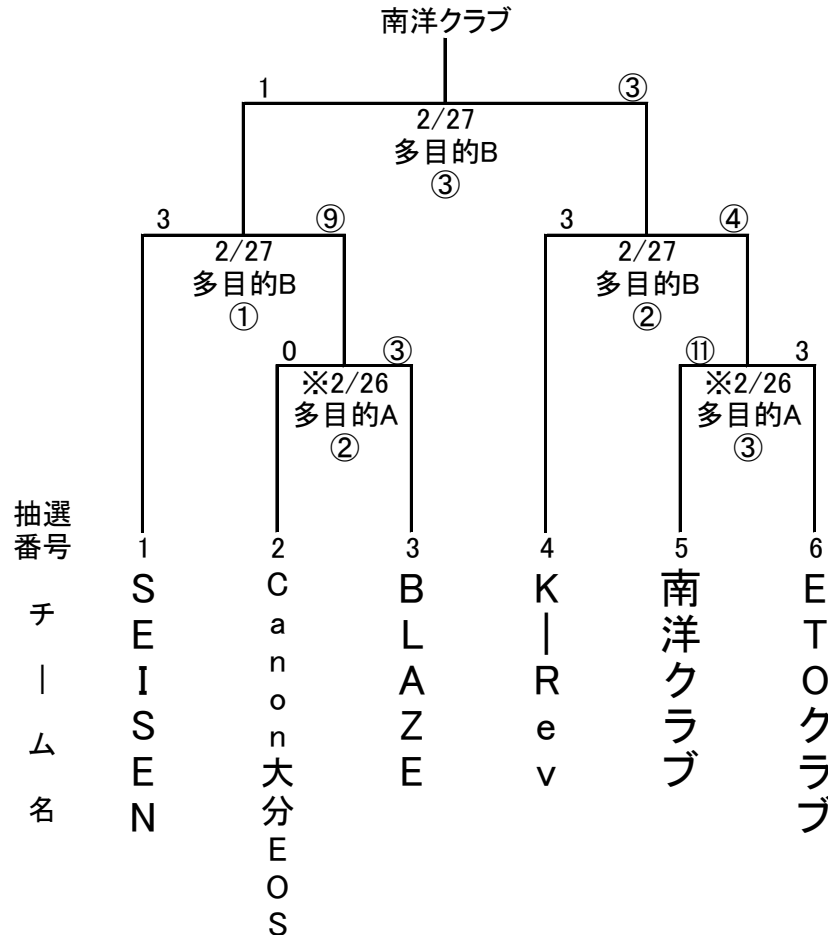 南洋クラブ
1
③
2/27
多目的B
③
3
⑨
3
④
2/27
多目的B
①
2/27
多目的B
②
0
③
⑪
3
※2/26
多目的A
②
※2/26
多目的A
③
抽選
番号
1
2
3
4
5
6
チーム名
SEISEN
Canon大分EOS
BLAZE
K―Rev
南洋クラブ
ETOクラブ